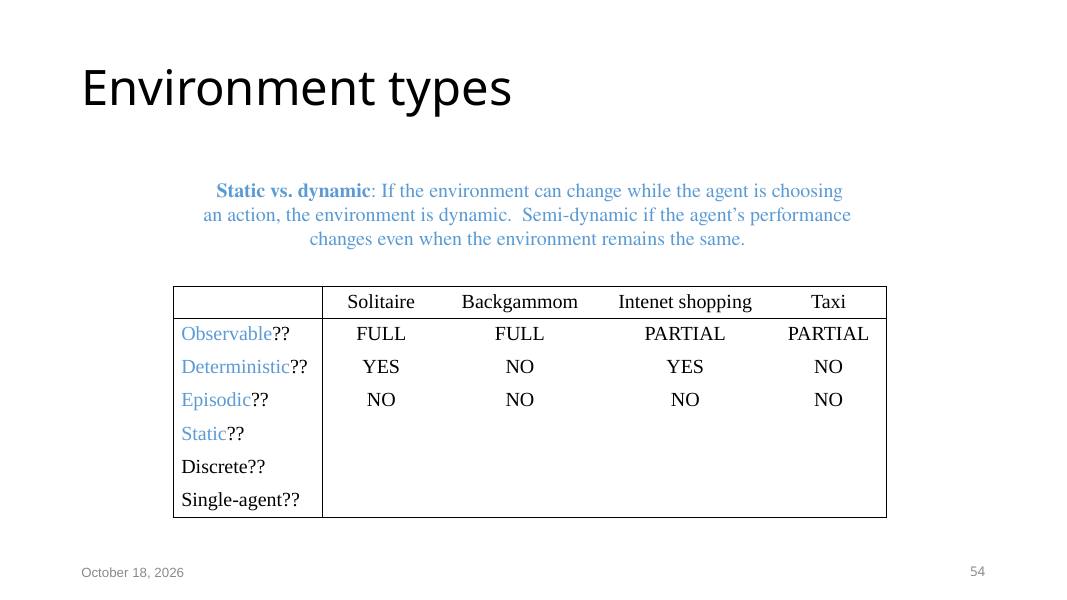 Environment types
Static vs. dynamic: If the environment can change while the agent is choosing
an action, the environment is dynamic.  Semi-dynamic if the agent’s performance
changes even when the environment remains the same.
Solitaire Backgammom Intenet shopping Taxi
Observable?? FULL FULL PARTIAL PARTIAL
Deterministic?? YES NO YES NO
Episodic?? NO NO NO NO
Static??
Discrete??
Single-agent??
October 18, 2026 54